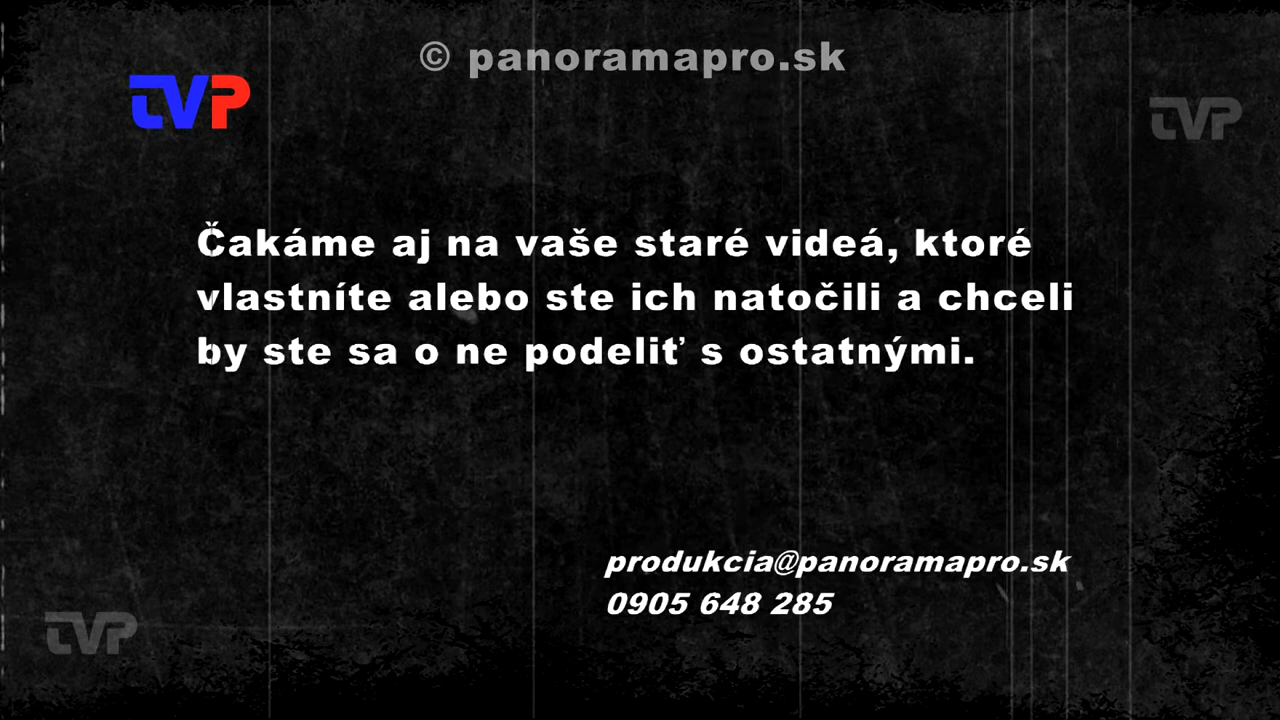 © panoramapro.sk
TVP
TVP
Čakáme aj na vaše staré videá, ktoré
vlastníte alebo ste ich natočili a chceli
by ste sa o ne podeliť s ostatnými.
produkcia@panoramapro.sk
0905 648 285
TVP